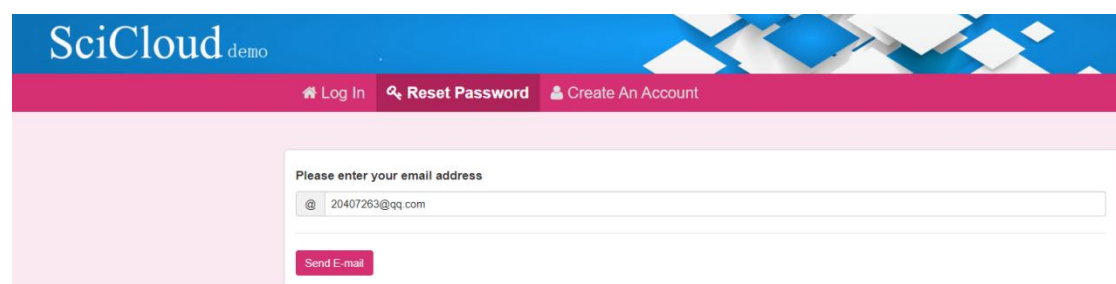 SciCloud demo
Log In Reset Password Create An Account
Please enter your email address
@ 20407263@qq.com
Send E-mail